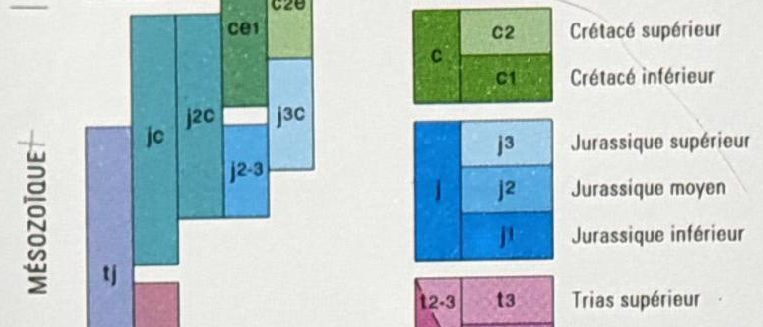 c2e
ce1
c2
Crétacé supérieur
c
c1
Crétacé inférieur
j2c
j3c
jc
j3
Jurassique supérieur
j2-3
j
j2
Jurassique moyen
j1
Jurassique inférieur
MÉSOZOÏQUE
tj
t2-3
t3
Trias supérieur